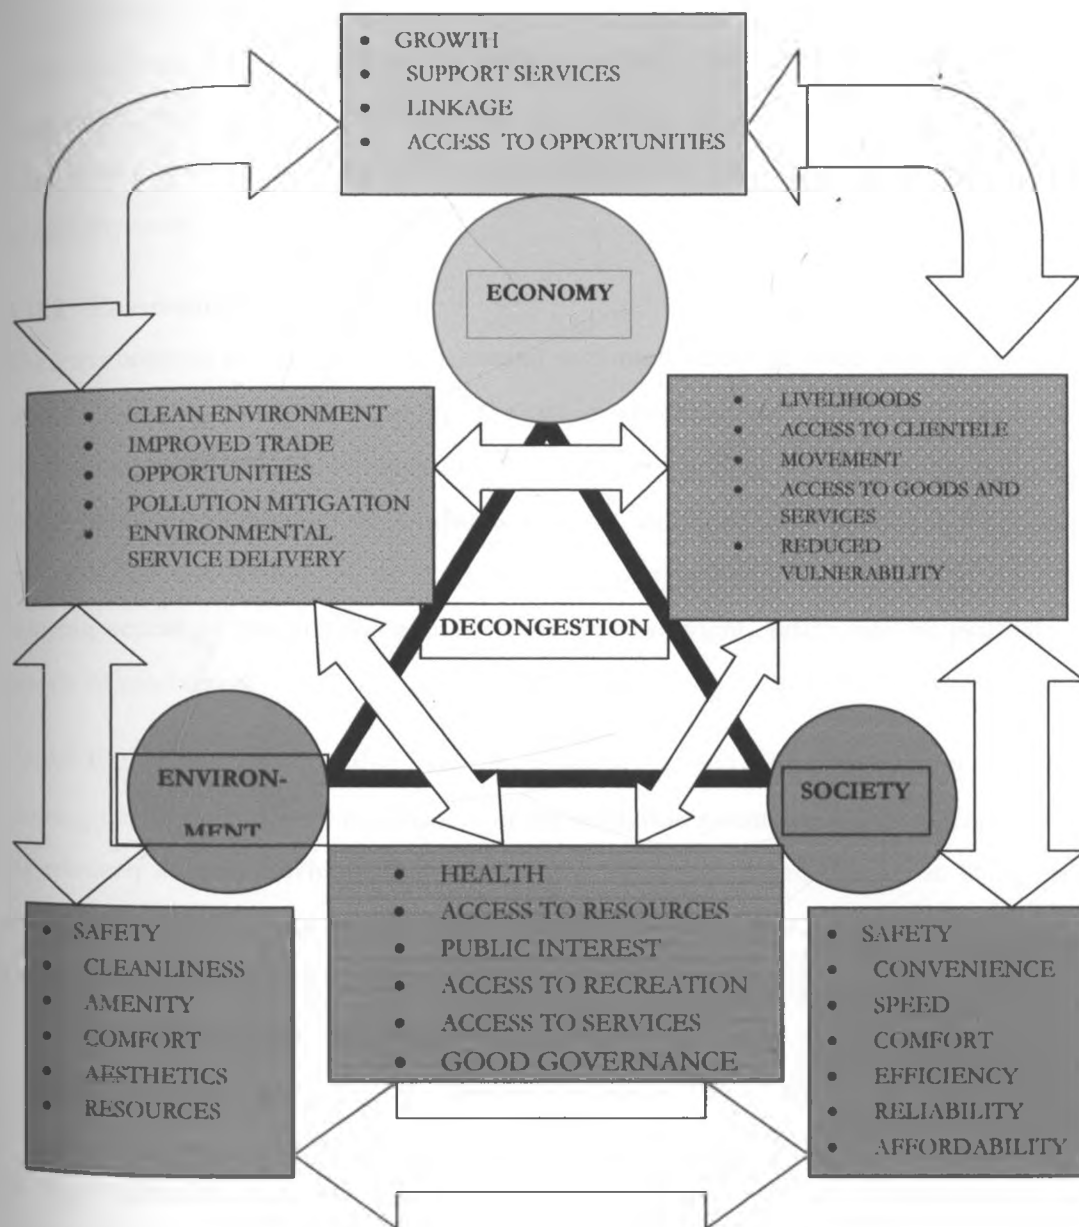 • GROWTH
• SUPPORT SERVICES
• LINKAGE
• ACCESS TO OPPORTUNITIES
ECONOMY
• CLEAN ENVIRONMENT
• IMPROVED TRADE
• OPPORTUNITIES
• POLLUTION MITIGATION
• ENVIRONMENTAL
SERVICE DELIVERY
• LIVELIHOODS
• ACCESS TO CLIENTELE
• MOVEMENT
• ACCESS TO GOODS AND
SERVICES
• REDUCED
VULNERABILITY
DECONGESTION
ENVIRON-
MENT
SOCIETY
• HEALTH
• ACCESS TO RESOURCES
• PUBLIC INTEREST
• ACCESS TO RECREATION
• ACCESS TO SERVICES
• GOOD GOVERNANCE
• SAFETY
• CLEANLINESS
• AMENITY
• COMFORT
• AESTHETICS
• RESOURCES
• SAFETY
• CONVENIENCE
• SPEED
• COMFORT
• EFFICIENCY
• RELIABILITY
• AFFORDABILITY